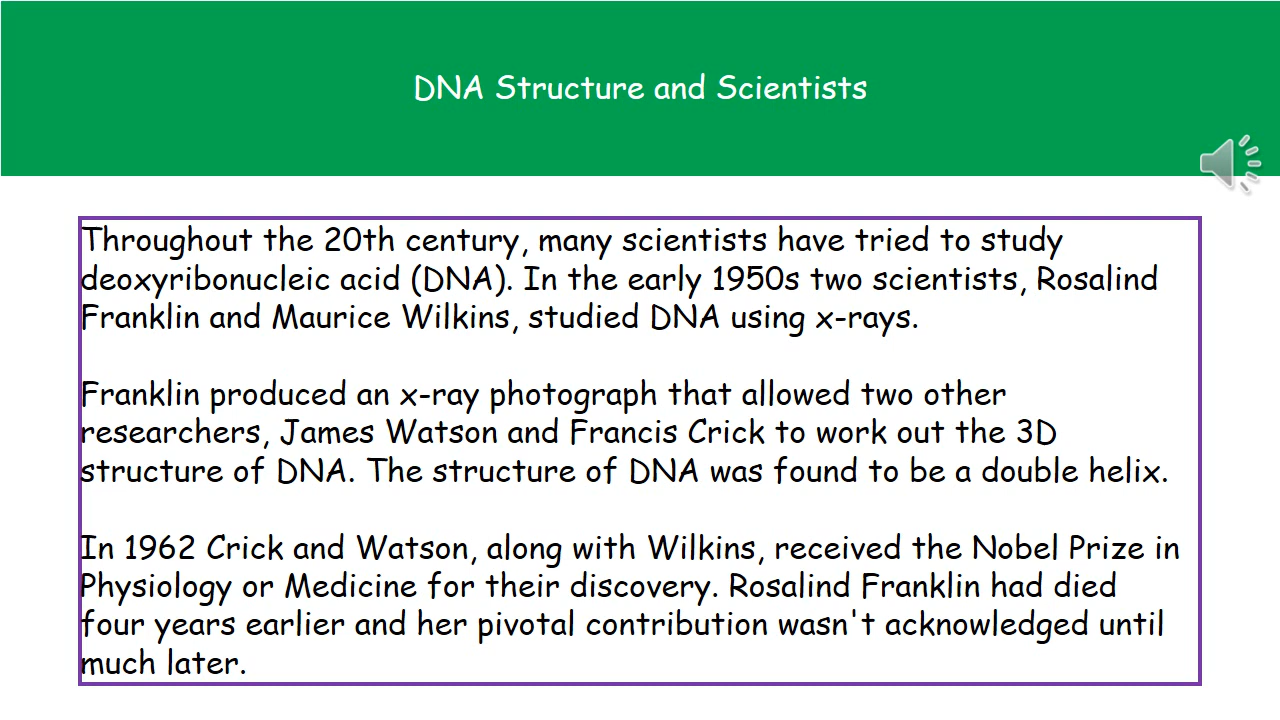 DNA Structure and Scientists
Throughout the 20th century, many scientists have tried to study
deoxyribonucleic acid (DNA). In the early 1950s two scientists, Rosalind
Franklin and Maurice Wilkins, studied DNA using x-rays.
Franklin produced an x-ray photograph that allowed two other
researchers, James Watson and Francis Crick to work out the 3D
structure of DNA. The structure of DNA was found to be a double helix.
In 1962 Crick and Watson, along with Wilkins, received the Nobel Prize in
Physiology or Medicine for their discovery. Rosalind Franklin had died
four years earlier and her pivotal contribution wasn't acknowledged until
much later.